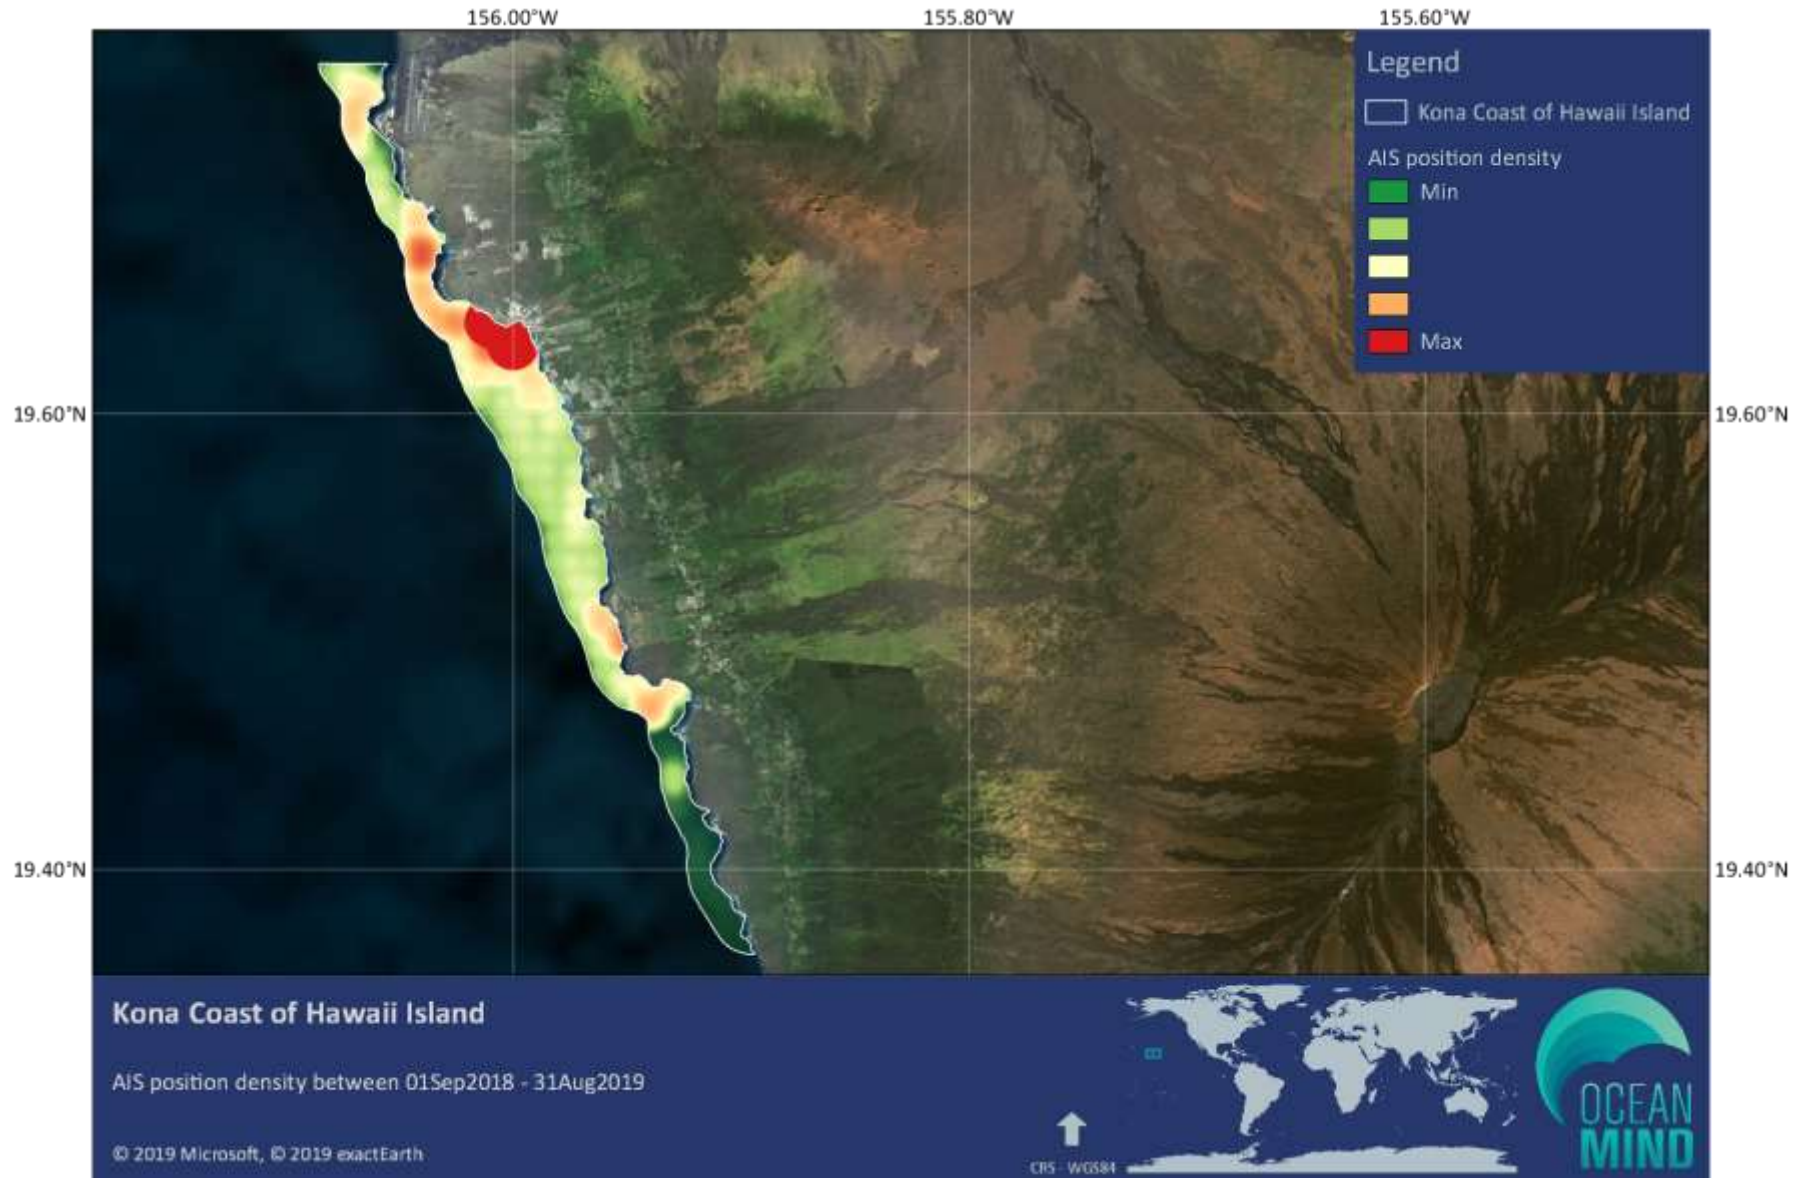 156.00°W
155.80°W
155.60°W
Legend
Kona Coast of Hawaii Island
AIS position density
Min
Max
19.60°N
19.60°N
19.40°N
19.40°N
Kona Coast of Hawaii Island
AIS position density between 01Sep2018 - 31Aug2019
© 2019 Microsoft, © 2019 exactEarth
CRS - WGS84
OCEAN
MIND